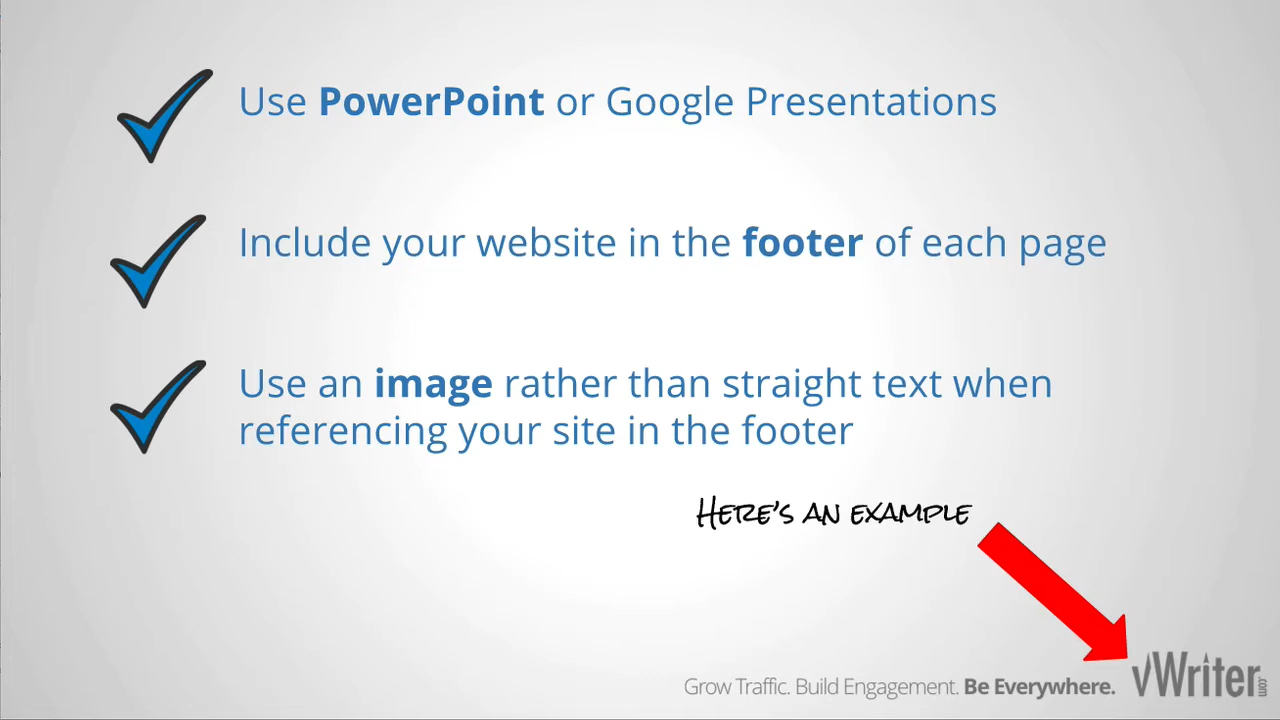 Use PowerPoint or Google Presentations
Include your website in the footer of each page
Use an image rather than straight text when
referencing your site in the footer
Here's an example
Grow Traffic. Build Engagement. Be Everywhere. vWriter.com